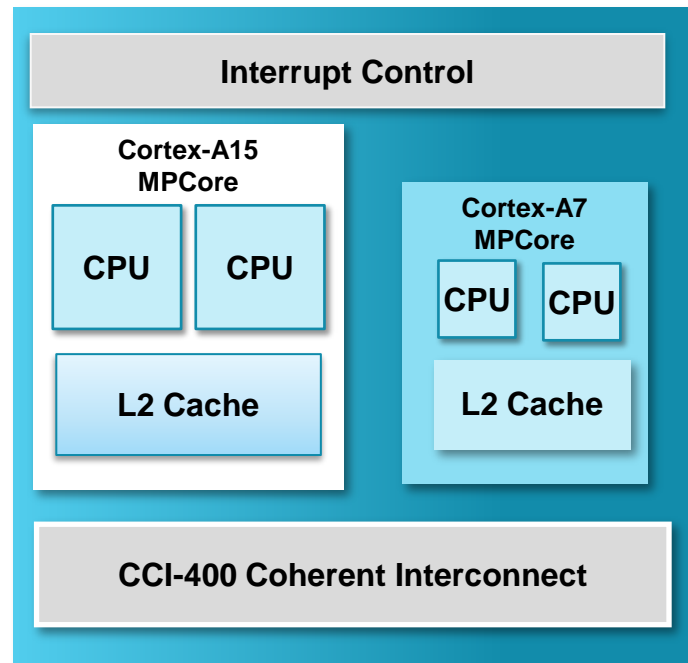 Interrupt Control
Cortex-A15
MPCore
CPU
CPU
L2 Cache
Cortex-A7
MPCore
CPU
CPU
L2 Cache
CCI-400 Coherent Interconnect